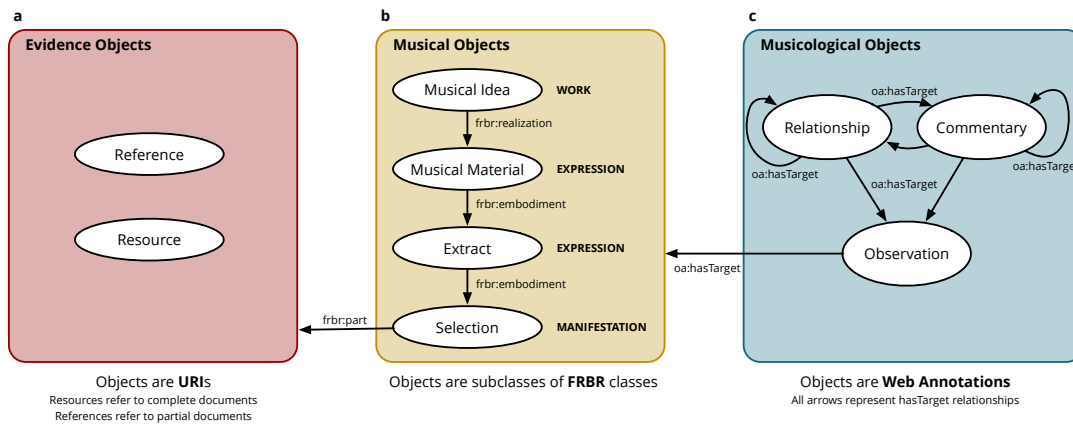 a
Evidence Objects
Reference
Resource
Objects are URIs
Resources refer to complete documents
References refer to partial documents
frbr:part
b
Musical Objects
Musical Idea
WORK
frbr:realization
Musical Material
EXPRESSION
frbr:embodiment
Extract
EXPRESSION
frbr:embodiment
Selection
MANIFESTATION
Objects are subclasses of FRBR classes
oa:hasTarget
c
Musicological Objects
oa:hasTarget
Relationship
Commentary
oa:hasTarget
oa:hasTarget
oa:hasTarget
Observation
Objects are Web Annotations
All arrows represent hasTarget relationships